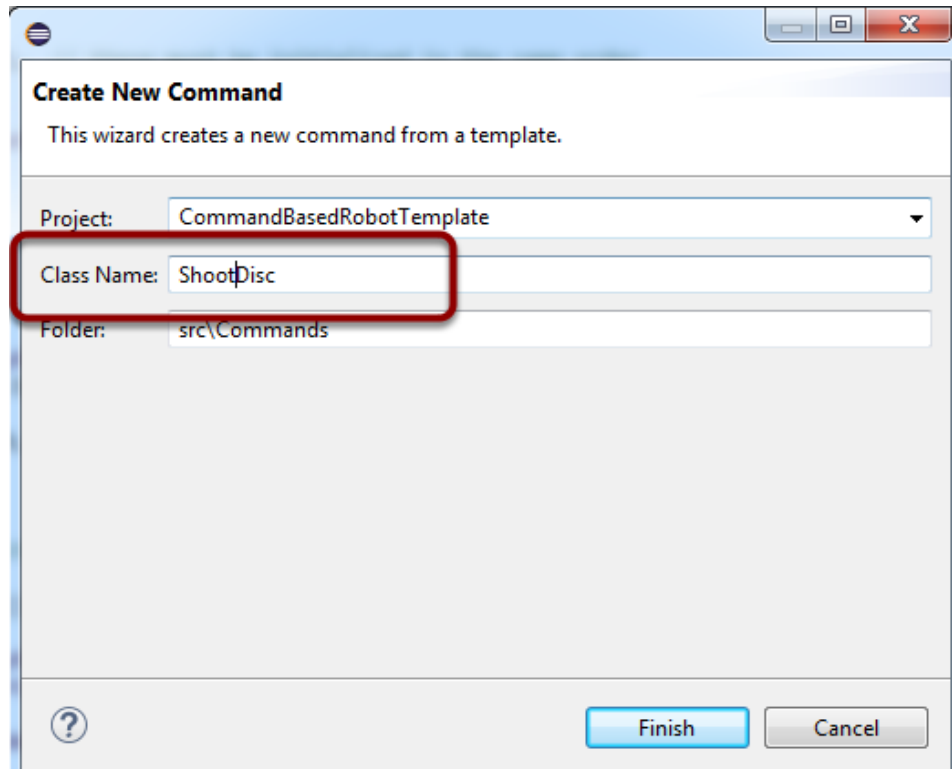 Create New Command
This wizard creates a new command from a template.
Project: CommandBasedRobotTemplate
Class Name: ShootDisc
Folder: src\Commands
? Finish Cancel